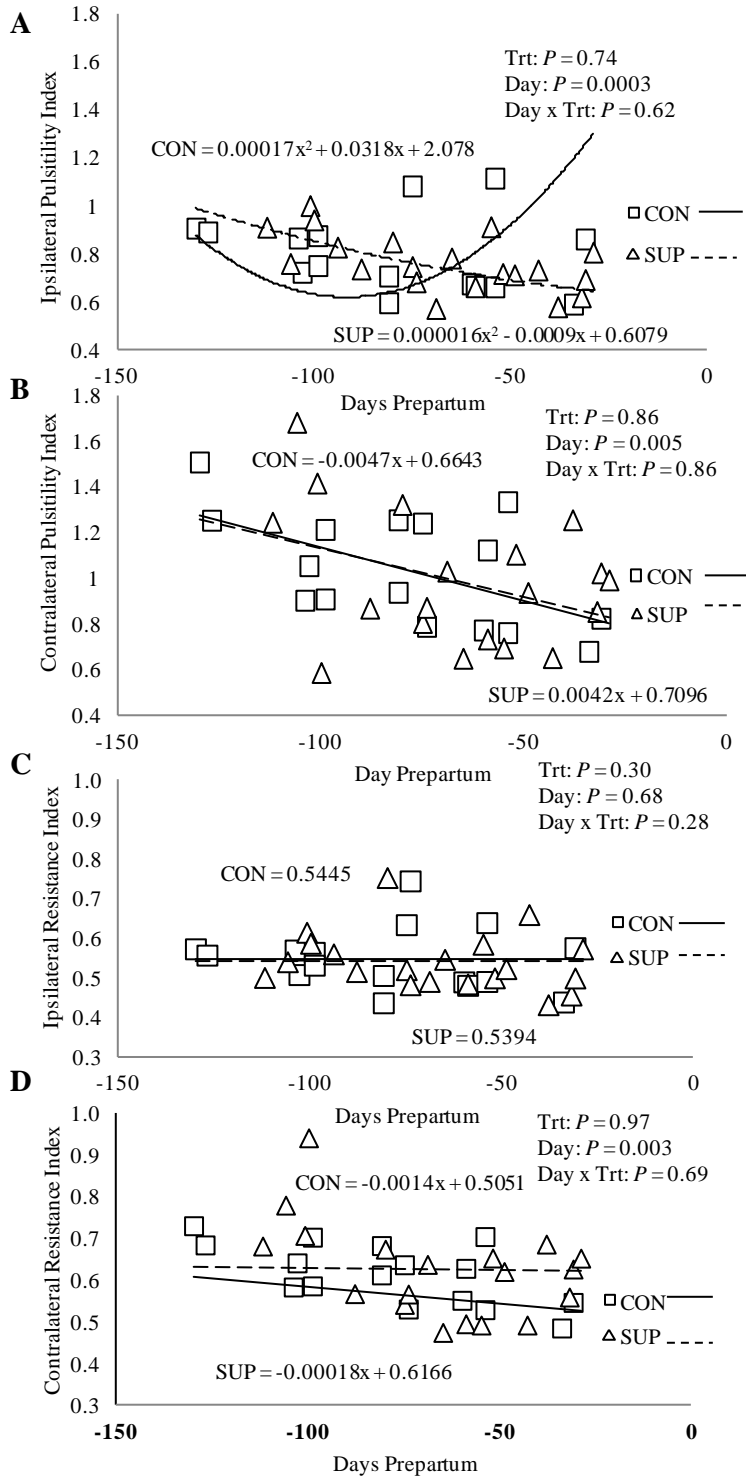 A
1.8
1.6
1.4
1.2
1
0.8
0.6
0.4
Ipsilateral Pulsitility Index
Trt: P = 0.74
Day: P = 0.0003
Day x Trt: P = 0.62
CON = 0.00017x² + 0.0318x + 2.078
CON
SUP
SUP = 0.000016x² - 0.0009x + 0.6079
-150
-100
-50
0
Days Prepartum
B
1.8
1.6
1.4
1.2
1
0.8
0.6
0.4
Contralateral Pulsitility Index
Trt: P = 0.86
Day: P = 0.005
Day x Trt: P = 0.86
CON = -0.0047x + 0.6643
CON
SUP
SUP = 0.0042x + 0.7096
-150
-100
-50
0
Day Prepartum
C
1.0
0.9
0.8
0.7
0.6
0.5
0.4
0.3
Ipsilateral Resistance Index
Trt: P = 0.30
Day: P = 0.68
Day x Trt: P = 0.28
CON = 0.5445
CON
SUP
SUP = 0.5394
-150
-100
-50
0
Days Prepartum
D
1.0
0.9
0.8
0.7
0.6
0.5
0.4
0.3
Contralateral Resistance Index
Trt: P = 0.97
Day: P = 0.003
Day x Trt: P = 0.69
CON = -0.0014x + 0.5051
CON
SUP
SUP = -0.00018x + 0.6166
-150
-100
-50
0
Days Prepartum